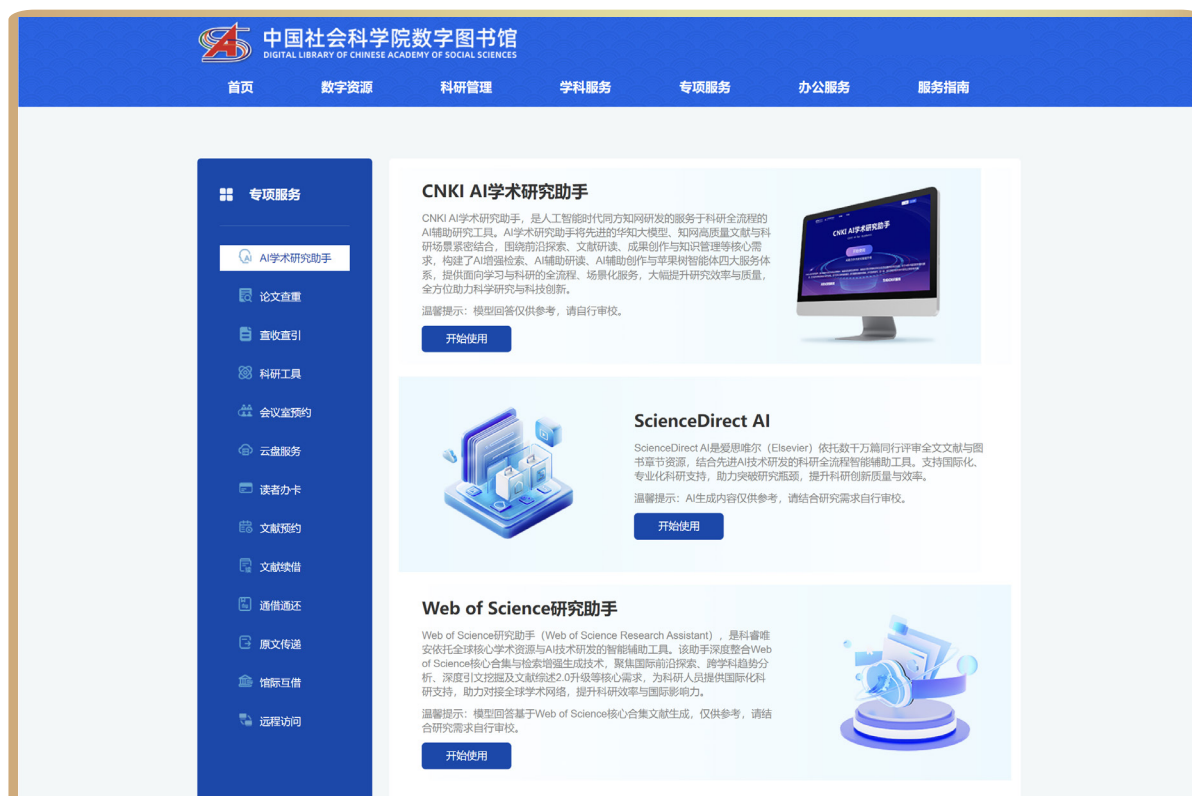 中国社会科学院数字图书馆
DIGITAL LIBRARY OF CHINESE ACADEMY OF SOCIAL SCIENCES
首页 数字资源 科研管理 学科服务 专项服务 办公服务 服务指南
专项服务
AI学术研究助手
论文查重
查收查引
科研工具
会议室预约
云盘服务
读者办卡
文献预约
文献续借
通借通还
原文传递
馆际互借
远程访问
CNKI AI学术研究助手
CNKI AI学术研究助手，是人工智能时代同方知网研发的服务于科研全流程的
AI辅助研究工具。AI学术研究助手将先进的华知大模型、知网高质量文献与科
研场景紧密结合，围绕前沿探索、文献研读、成果创作与知识管理等核心需
求，构建了AI增强检索、AI辅助研读、AI辅助创作与苹果树智能体四大服务体
系，提供面向学习与科研的全流程、场景化服务，大幅提升研究效率与质量，
全方位助力科学研究与科技创新。
温馨提示：模型回答仅供参考，请自行审校。
开始使用
CNKI AI学术研究助手
ScienceDirect AI
ScienceDirect AI是爱思唯尔（Elsevier）依托数千万篇同行评审全文文献与图
书章节资源，结合先进AI技术研发的科研全流程智能辅助工具。支持国际化、
专业化科研支持，助力突破研究瓶颈，提升科研创新质量与效率。
温馨提示：AI生成内容仅供参考，请结合研究需求自行审校。
开始使用
Web of Science研究助手
Web of Science研究助手（Web of Science Research Assistant），是科睿唯
安依托全球核心学术资源与AI技术研发的智能辅助工具。该助手深度整合Web
of Science核心合集与检索增强生成技术，聚焦国际前沿探索、跨学科趋势分
析、深度引文挖掘及文献综述2.0升级等核心需求，为科研人员提供国际化科
研支持，助力对接全球学术网络，提升科研效率与国际影响力。
温馨提示：模型回答基于Web of Science核心合集文献生成，仅供参考，请结
合研究需求自行审校。
开始使用